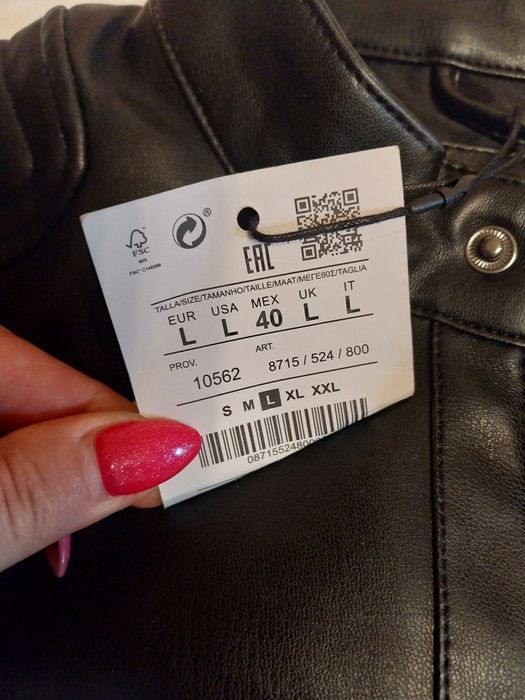 FSC
MIX
®
EAC
TALLA/SIZE/TAMANHO/TAILLE/MAAT/ΜΕΓΕΘΟΣ/TAGLIA
EUR USA MEX UK IT
L L 40 L L
PROV. ART.
10562 8715 / 524 / 800
S M L XL XXL